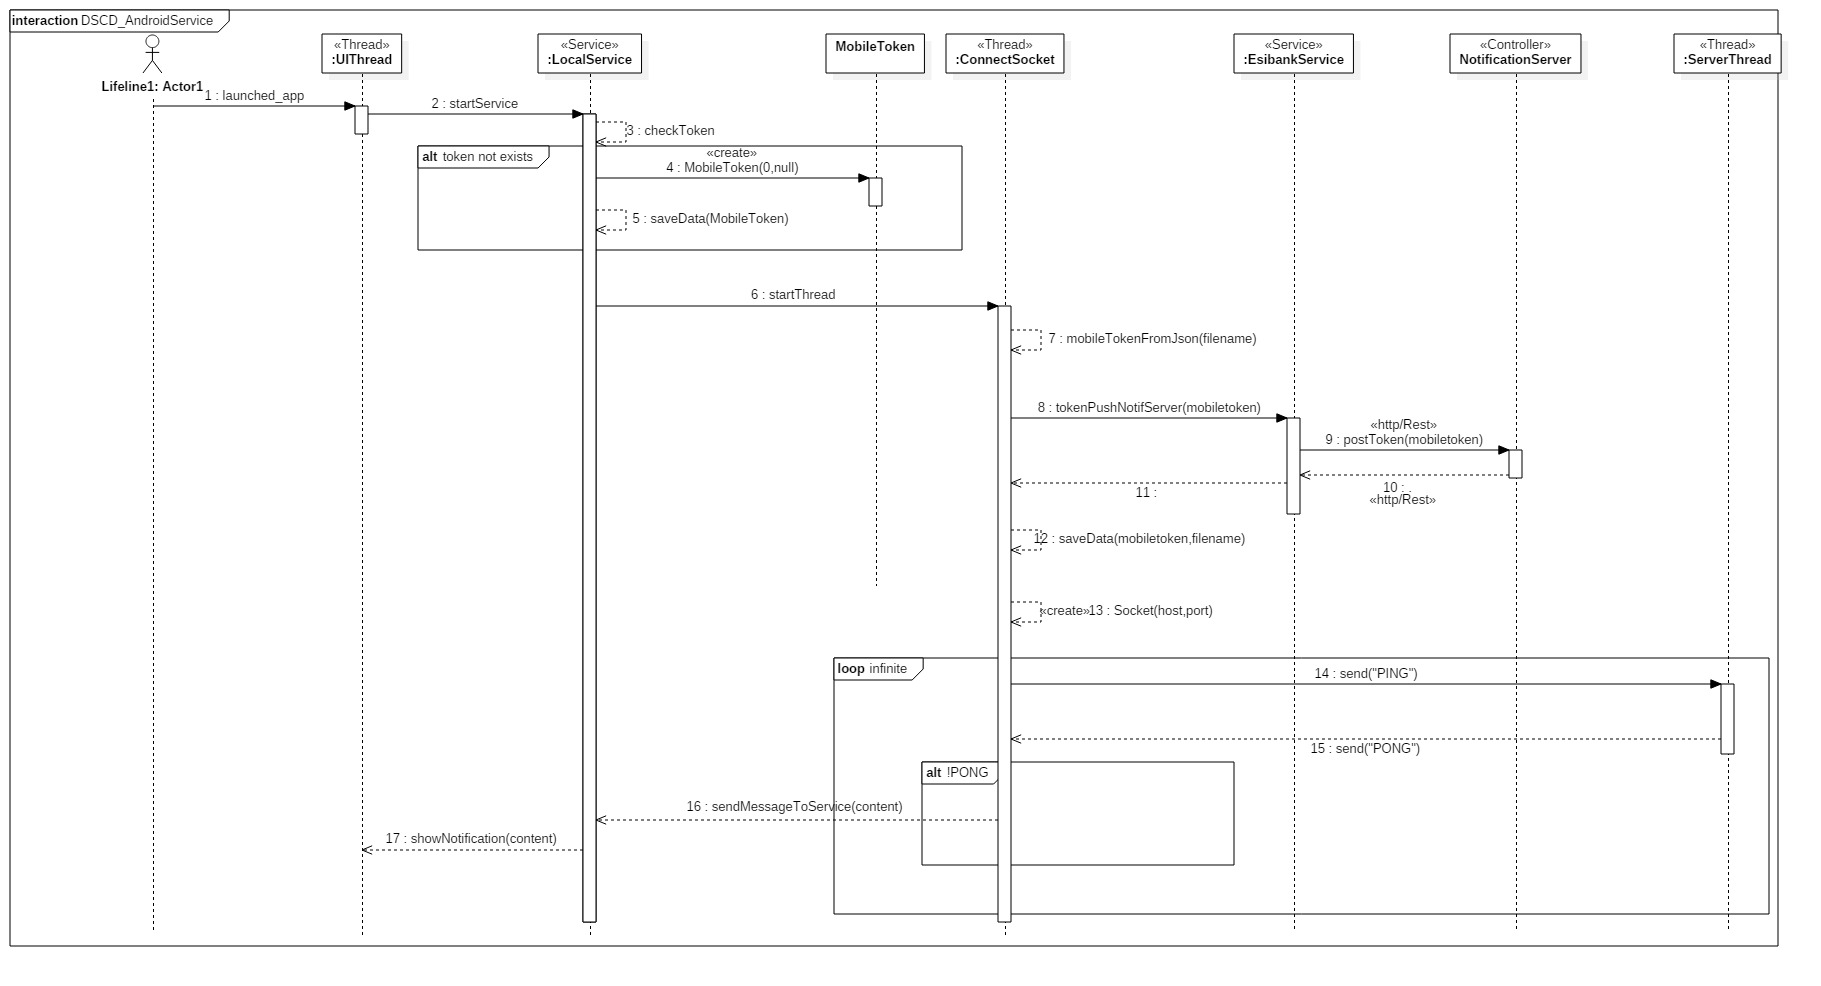 interaction DSCD_AndroidService
«Thread»
:UIThread
«Service»
:LocalService
MobileToken
«Thread»
:ConnectSocket
«Service»
:EsibankService
«Controller»
NotificationServer
«Thread»
:ServerThread
Lifeline1: Actor1
1 : launched_app
2 : startService
3 : checkToken
alt token not exists
«create»
4 : MobileToken(0,null)
5 : saveData(MobileToken)
6 : startThread
7 : mobileTokenFromJson(filename)
8 : tokenPushNotifServer(mobiletoken)
«http/Rest»
9 : postToken(mobiletoken)
10 : .
«http/Rest»
11 :
12 : saveData(mobiletoken,filename)
«create»13 : Socket(host,port)
loop infinite
14 : send("PING")
15 : send("PONG")
alt !PONG
16 : sendMessageToService(content)
17 : showNotification(content)